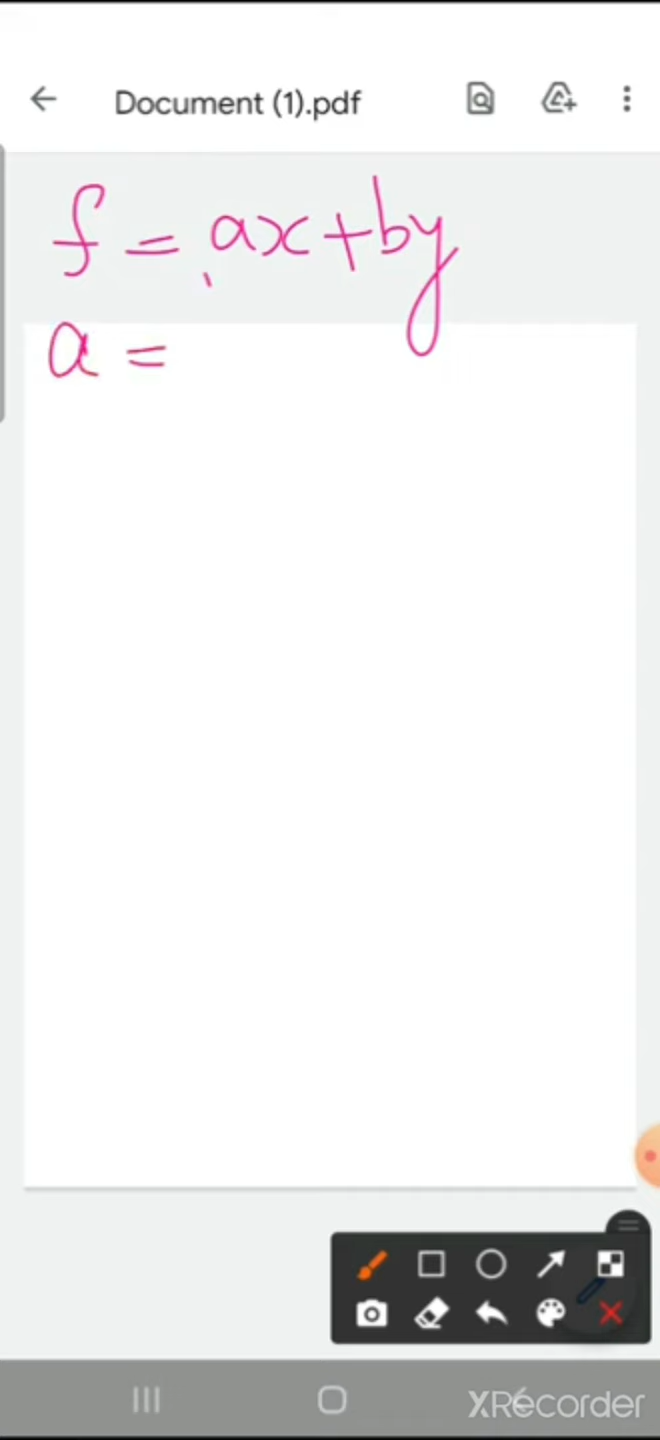 Document (1).pdf
f = ax+by
a =
XRecorder